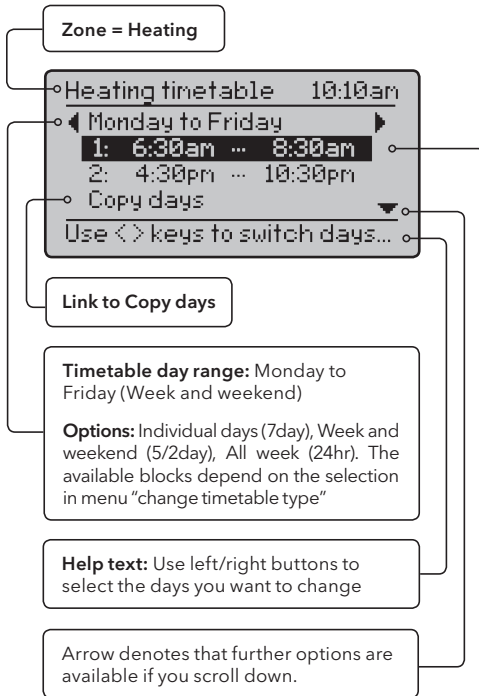 Zone = Heating
Heating timetable 10:10am
Monday to Friday
1: 6:30am ... 8:30am
2: 4:30pm ... 10:30pm
Copy days
Use < > keys to switch days...
Link to Copy days
Timetable day range: Monday to
Friday (Week and weekend)
Options: Individual days (7day), Week and
weekend (5/2day), All week (24hr). The
available blocks depend on the selection
in menu “change timetable type”
Help text: Use left/right buttons to
select the days you want to change
Arrow denotes that further options are
available if you scroll down.